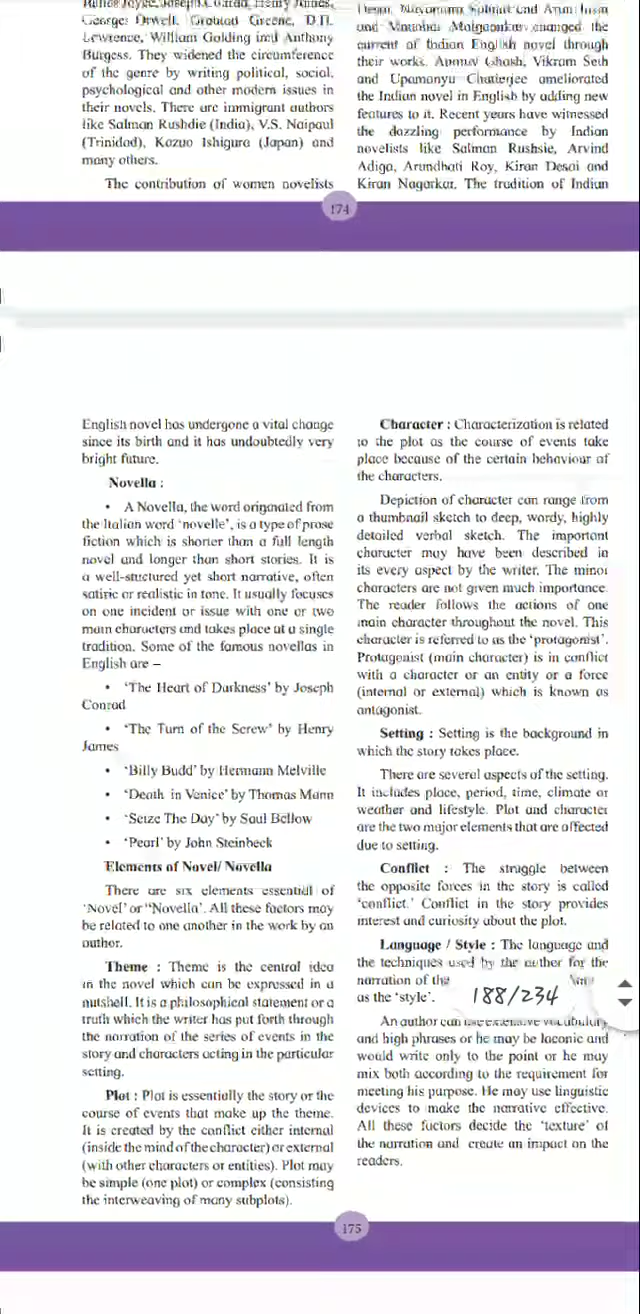 George Orwell, Graham Greene, D.H.
Lawrence, William Golding and Anthony
Burgess. They widened the circumference
of the genre by writing political, social,
psychological and other modern issues in
their novels. There are immigrant authors
like Salman Rushdie (India), V.S. Naipaul
(Trinidad), Kazuo Ishigura (Japan) and
many others.
The contribution of women novelists
and Manohar Malgaonkar changed the
current of Indian English novel through
their works. Amitav Ghosh, Vikram Seth
and Upamanyu Chatterjee ameliorated
the Indian novel in English by adding new
features to it. Recent years have witnessed
the dazzling performance by Indian
novelists like Salman Rushsie, Arvind
Adiga, Arundhati Roy, Kiran Desai and
Kiran Nagarkar. The tradition of Indian
174
English novel has undergone a vital change
since its birth and it has undoubtedly very
bright future.
Novella :
• A Novella, the word originated from
the Italian word ‘novelle’, is a type of prose
fiction which is shorter than a full length
novel and longer than short stories. It is
a well-stuctured yet short narrative, often
satiric or realistic in tone. It usually focuses
on one incident or issue with one or two
main characters and takes place at a single
tradition. Some of the famous novellas in
English are –
• ‘The Heart of Darkness’ by Joseph
Conrad
• ‘The Turn of the Screw’ by Henry
James
• ‘Billy Budd’ by Hermann Melville
• ‘Death in Venice’ by Thomas Mann
• ‘Seize The Day’ by Saul Bellow
• ‘Pearl’ by John Steinbeck
Elements of Novel/ Novella
There are six elements essential of
‘Novel’ or “Novella’. All these factors may
be related to one another in the work by an
author.
Theme : Theme is the central idea
in the novel which can be expressed in a
nutshell. It is a philosophical statement or a
truth which the writer has put forth through
the narration of the series of events in the
story and characters acting in the particular
setting.
Plot : Plot is essentially the story or the
course of events that make up the theme.
It is created by the conflict either internal
(inside the mind of the character) or external
(with other characters or entities). Plot may
be simple (one plot) or complex (consisting
the interweaving of many subplots).
Character : Characterization is related
to the plot as the course of events take
place because of the certain behaviour of
the characters.
Depiction of character can range from
a thumbnail sketch to deep, wordy, highly
detailed verbal sketch. The important
character may have been described in
its every aspect by the writer. The minor
characters are not given much importance.
The reader follows the actions of one
main character throughout the novel. This
character is referred to as the ‘protagonist’.
Protagonist (main character) is in conflict
with a character or an entity or a force
(internal or external) which is known as
antagonist.
Setting : Setting is the background in
which the story takes place.
There are several aspects of the setting.
It includes place, period, time, climate or
weather and lifestyle. Plot and character
are the two major elements that are affected
due to setting.
Conflict : The struggle between
the opposite forces in the story is called
‘conflict.’ Conflict in the story provides
interest and curiosity about the plot.
Language / Style : The language and
the techniques used by the author for the
narration of the
as the ‘style’.
188/234
An author can use extensive vocabulary
and high phrases or he may be laconic and
would write only to the point or he may
mix both according to the requirement for
meeting his purpose. He may use linguistic
devices to make the narrative effective.
All these factors decide the ‘texture’ of
the narration and create an impact on the
readers.
175